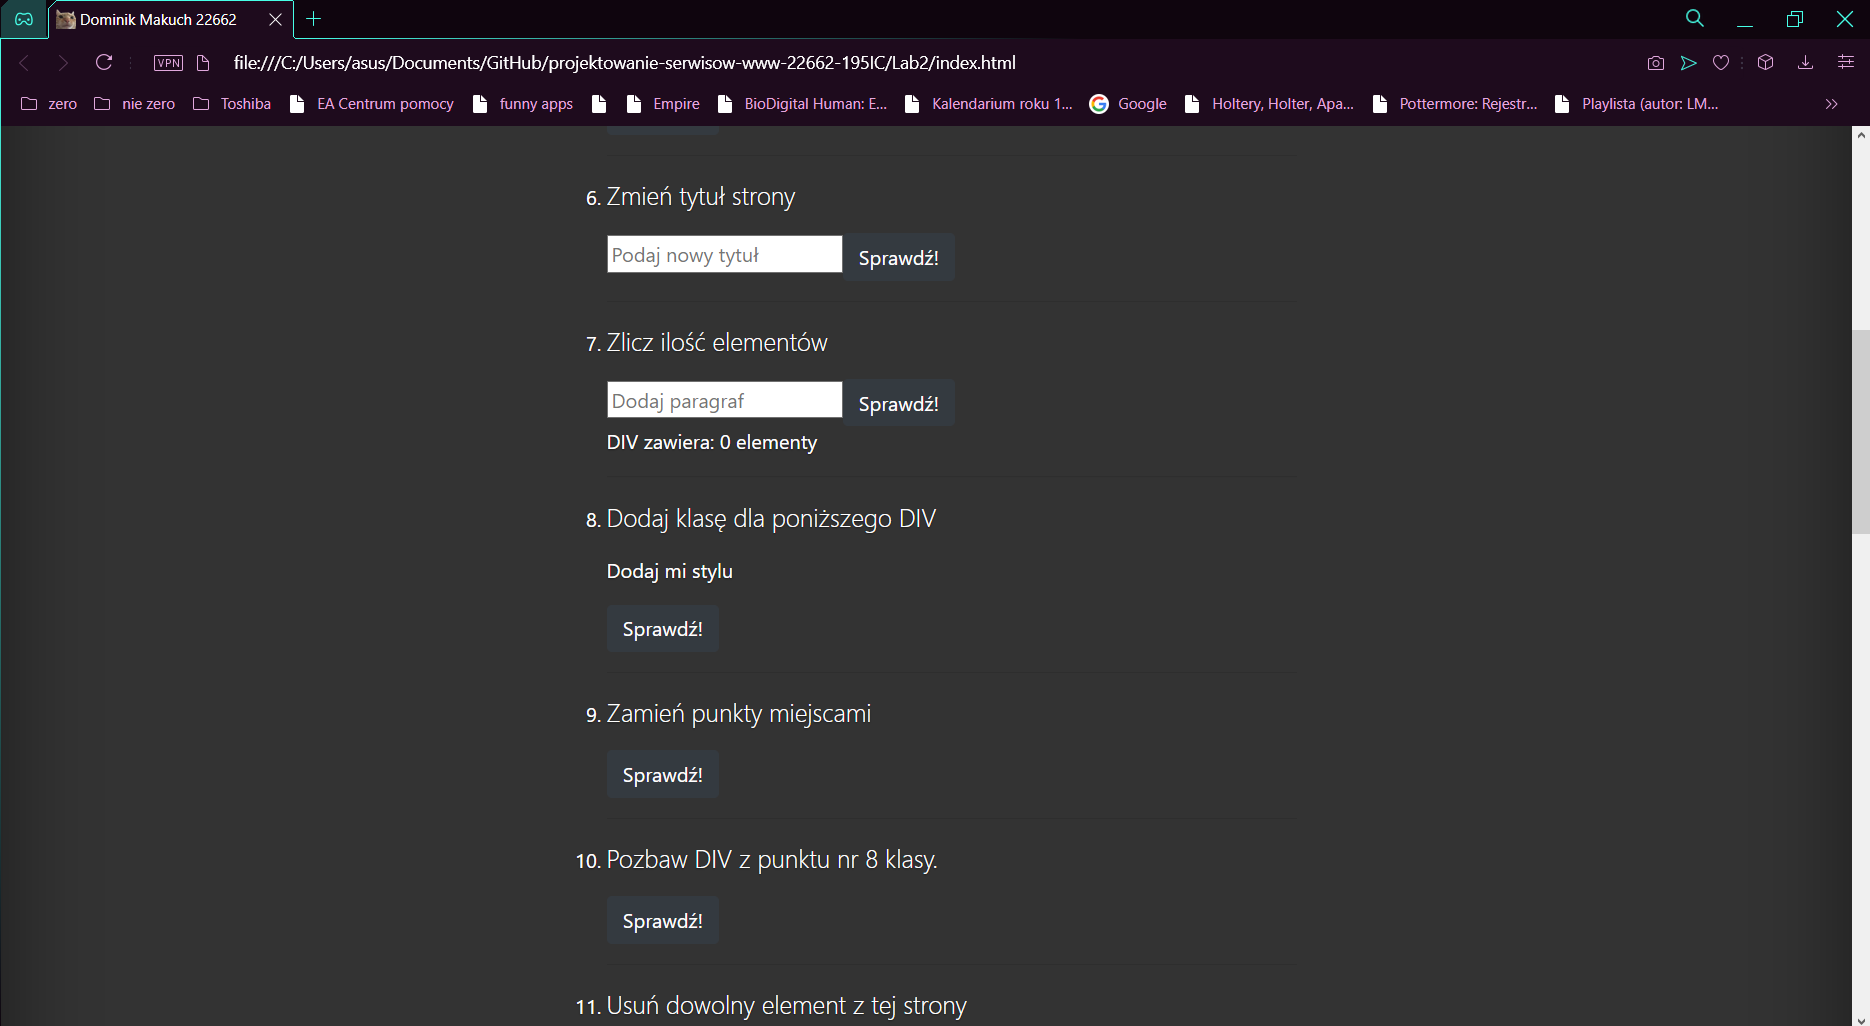 Dominik Makuch 22662
VPN
file:///C:/Users/asus/Documents/GitHub/projektowanie-serwisow-www-22662-195IC/Lab2/index.html
zero nie zero Toshiba EA Centrum pomocy funny apps Empire BioDigital Human: E... Kalendarium roku 1... Google Holtery, Holter, Apa... Pottermore: Rejestr... Playlista (autor: LM...
6. Zmień tytuł strony
Podaj nowy tytuł Sprawdź!
7. Zlicz ilość elementów
Dodaj paragraf Sprawdź!
DIV zawiera: 0 elementy
8. Dodaj klasę dla poniższego DIV
Dodaj mi stylu
Sprawdź!
9. Zamień punkty miejscami
Sprawdź!
10. Pozbaw DIV z punktu nr 8 klasy.
Sprawdź!
11. Usuń dowolny element z tej strony